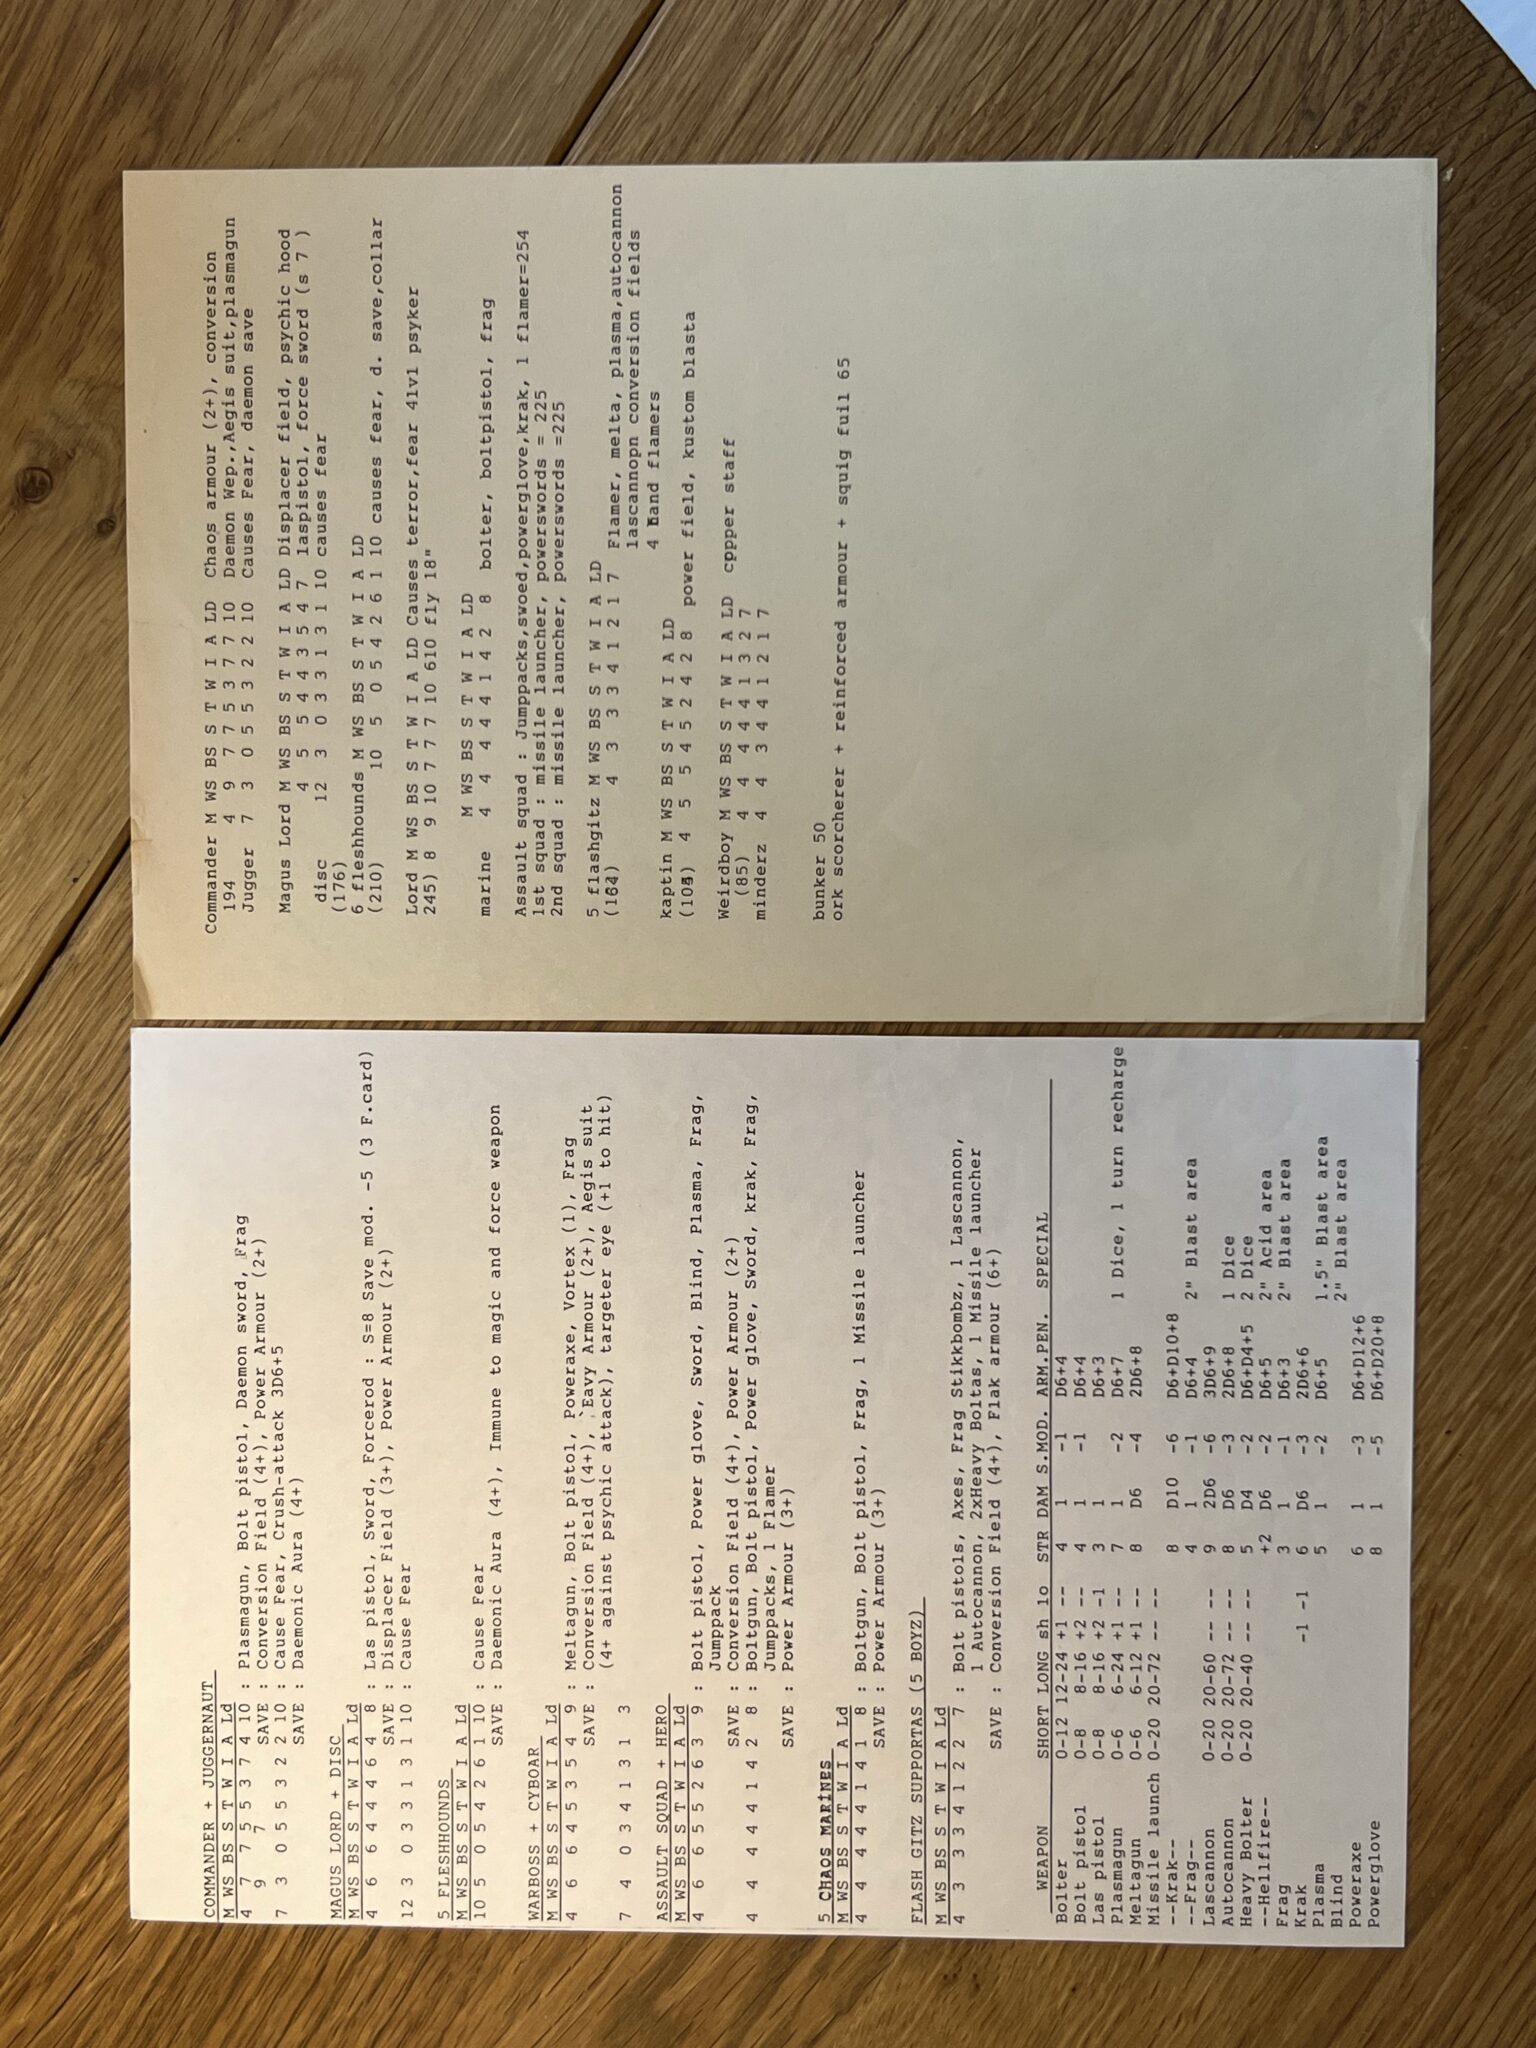 COMMANDER + JUGGERNAUT
M WS BS S T W I A Ld
4 7 7 5 5 3 7 4 10 : Plasmagun, Bolt pistol, Daemon sword, Frag
9 7 SAVE : Conversion Field (4+), Power Armour (2+)
7 3 0 5 5 3 2 2 10 : Cause Fear, Crush-attack 3D6+5
SAVE : Daemonic Aura (4+)
MAGUS LORD + DISC
M WS BS S T W I A Ld
4 6 6 4 4 4 6 4 8 : Las pistol, Sword, Forcerod : S=8 Save mod. -5 (3 F.card)
SAVE : Displacer Field (3+), Power Armour (2+)
12 3 0 3 3 1 3 1 10 : Cause Fear
5 FLESHHOUNDS
M WS BS S T W I A Ld
10 5 0 5 4 2 6 1 10 : Cause Fear
SAVE : Daemonic Aura (4+), Immune to magic and force weapon
WARBOSS + CYBOAR
M WS BS S T W I A Ld
4 6 6 4 5 3 5 4 9 : Meltagun, Bolt pistol, Poweraxe, Vortex (1), Frag
SAVE : Conversion Field (4+), 'Eavy Armour (2+), Aegis suit
(4+ against psychic attack), targeter eye (+1 to hit)
7 4 0 3 4 1 3 1 3
ASSAULT SQUAD + HERO
M WS BS S T W I A Ld
4 6 6 5 5 2 6 3 9 : Bolt pistol, Power glove, Sword, Blind, Plasma, Frag,
Jumppack
SAVE : Conversion Field (4+), Power Armour (2+)
4 4 4 4 4 1 4 2 8 : Boltgun, Bolt pistol, Power glove, Sword, krak, Frag,
Jumppacks, 1 Flamer
SAVE : Power Armour (3+)
5 CHAOS MARINES
M WS BS S T W I A Ld
4 4 4 4 4 1 4 1 8 : Boltgun, Bolt pistol, Frag, 1 Missile launcher
SAVE : Power Armour (3+)
FLASH GITZ SUPPORTAS (5 BOYZ)
M WS BS S T W I A Ld
4 3 3 3 4 1 2 2 7 : Bolt pistols, Axes, Frag Stikkbombz, 1 Lascannon,
1 Autocannon, 2xHeavy Boltas, 1 Missile launcher
SAVE : Conversion Field (4+), Flak armour (6+)
WEAPON SHORT LONG sh lo STR DAM S.MOD. ARM.PEN. SPECIAL
Bolter 0-12 12-24 +1 -- 4 1 -1 D6+4
Bolt pistol 0-8 8-16 +2 -- 4 1 -1 D6+4
Las pistol 0-8 8-16 +2 -1 3 1 D6+3
Plasmagun 0-6 6-24 +1 -- 7 1 -2 D6+7 1 Dice, 1 turn recharge
Meltagun 0-6 6-12 +1 -- 8 D6 -4 2D6+8
Missile launch 0-20 20-72 -- --
--Krak-- 8 D10 -6 D6+D10+8
--Frag-- 4 1 -1 D6+4 2" Blast area
Lascannon 0-20 20-60 -- -- 9 2D6 -6 3D6+9
Autocannon 0-20 20-72 -- -- 8 D6 -3 2D6+8 1 Dice
Heavy Bolter 0-20 20-40 -- -- 5 D4 -2 D6+D4+5 2 Dice
--Hellfire-- +2 D6 -2 D6+5 2" Acid area
Frag 3 1 -1 D6+3 2" Blast area
Krak -1 -1 6 D6 -3 2D6+6
Plasma 5 1 -2 D6+5 1.5" Blast area
Blind 2" Blast area
Poweraxe 6 1 -3 D6+D12+6
Powerglove 8 1 -5 D6+D20+8
Commander M WS BS S T W I A LD Chaos armour (2+), conversion
194 4 9 7 7 5 3 7 7 10 Daemon Wep.,Aegis suit,plasmagun
Jugger 7 3 0 5 5 3 2 2 10 Causes Fear, daemon save
Magus Lord M WS BS S T W I A LD Displacer field, psychic hood
4 5 5 4 4 3 5 4 7 laspistol, force sword (s 7 )
disc 12 3 0 3 3 1 3 1 10 causes fear
(176)
6 fleshhounds M WS BS S T W I A LD
(210) 10 5 0 5 4 2 6 1 10 causes fear, d. save,collar
Lord M WS BS S T W I A LD Causes terror,fear 4lvl psyker
245) 8 9 10 7 7 7 10 610 fly 18"
M WS BS S T W I A LD
marine 4 4 4 4 4 1 4 2 8 bolter, boltpistol, frag
Assault squad : Jumppacks,swoed,powerglove,krak, 1 flamer=254
1st squad : missile launcher, powerswords = 225
2nd squad : missile launcher, powerswords =225
5 flashgitz M WS BS S T W I A LD
(164) 4 3 3 3 4 1 2 1 7 Flamer, melta, plasma,autocannon
lascannopn conversion fields
4 hand flamers
kaptin M WS BS S T W I A LD
4 5 5 4 5 2 4 2 8 power field, kustom blasta
Weirdboy M WS BS S T W I A LD cppper staff
(85) 4 4 4 4 4 1 3 2 7
minderz 4 4 3 4 4 1 2 1 7
bunker 50
ork scorcherer + reinforced armour + squig fuil 65